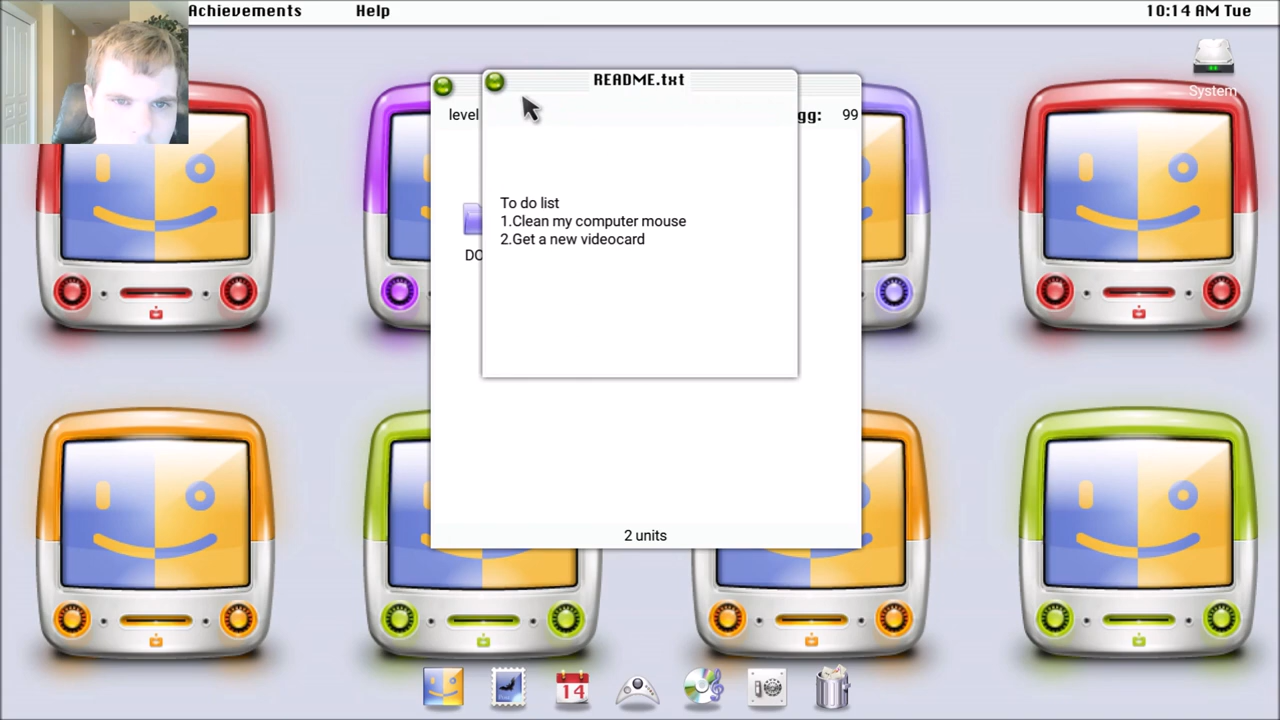 Achievements Help 10:14 AM Tue
System
README.txt
level gg: 99
To do list
1.Clean my computer mouse
2.Get a new videocard
DO
2 units
14